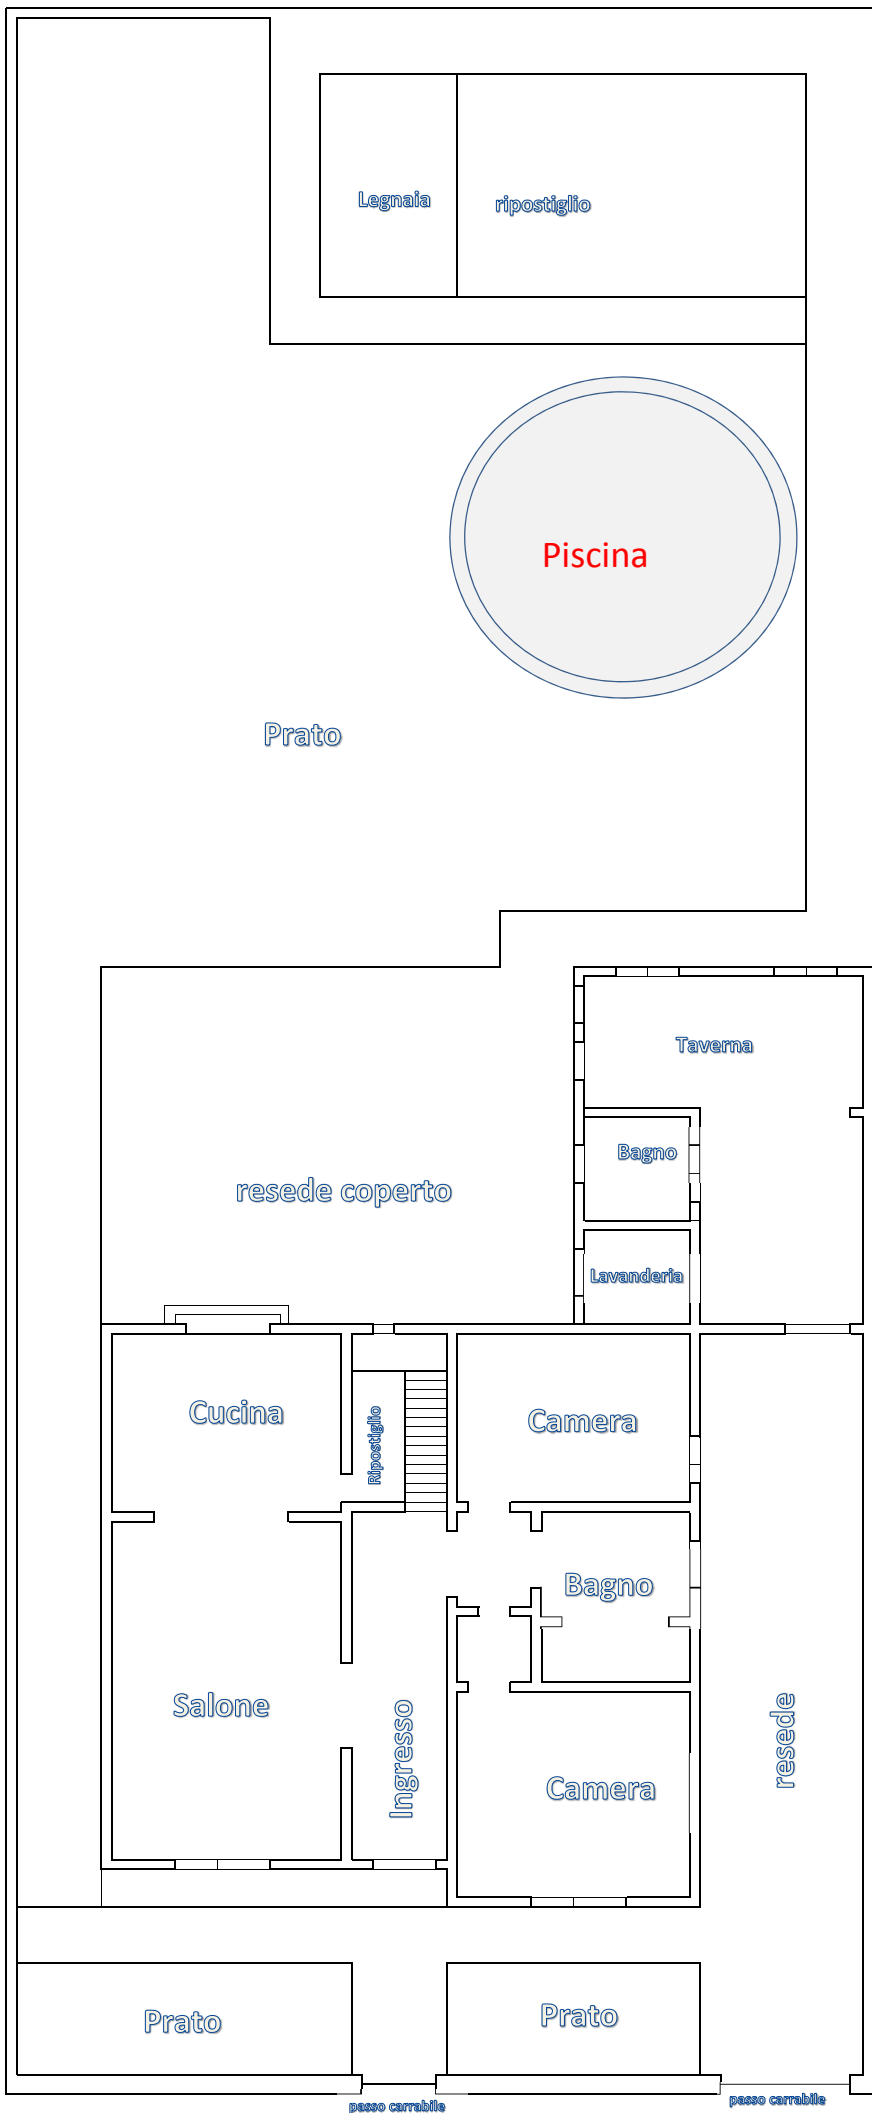 Legnaia
ripostiglio
Piscina
Prato
Taverna
Bagno
resede coperto
Lavanderia
Cucina
Ripostiglio
Camera
Bagno
Salone
Ingresso
resede
Camera
Prato
Prato
passo carrabile
passo carrabile